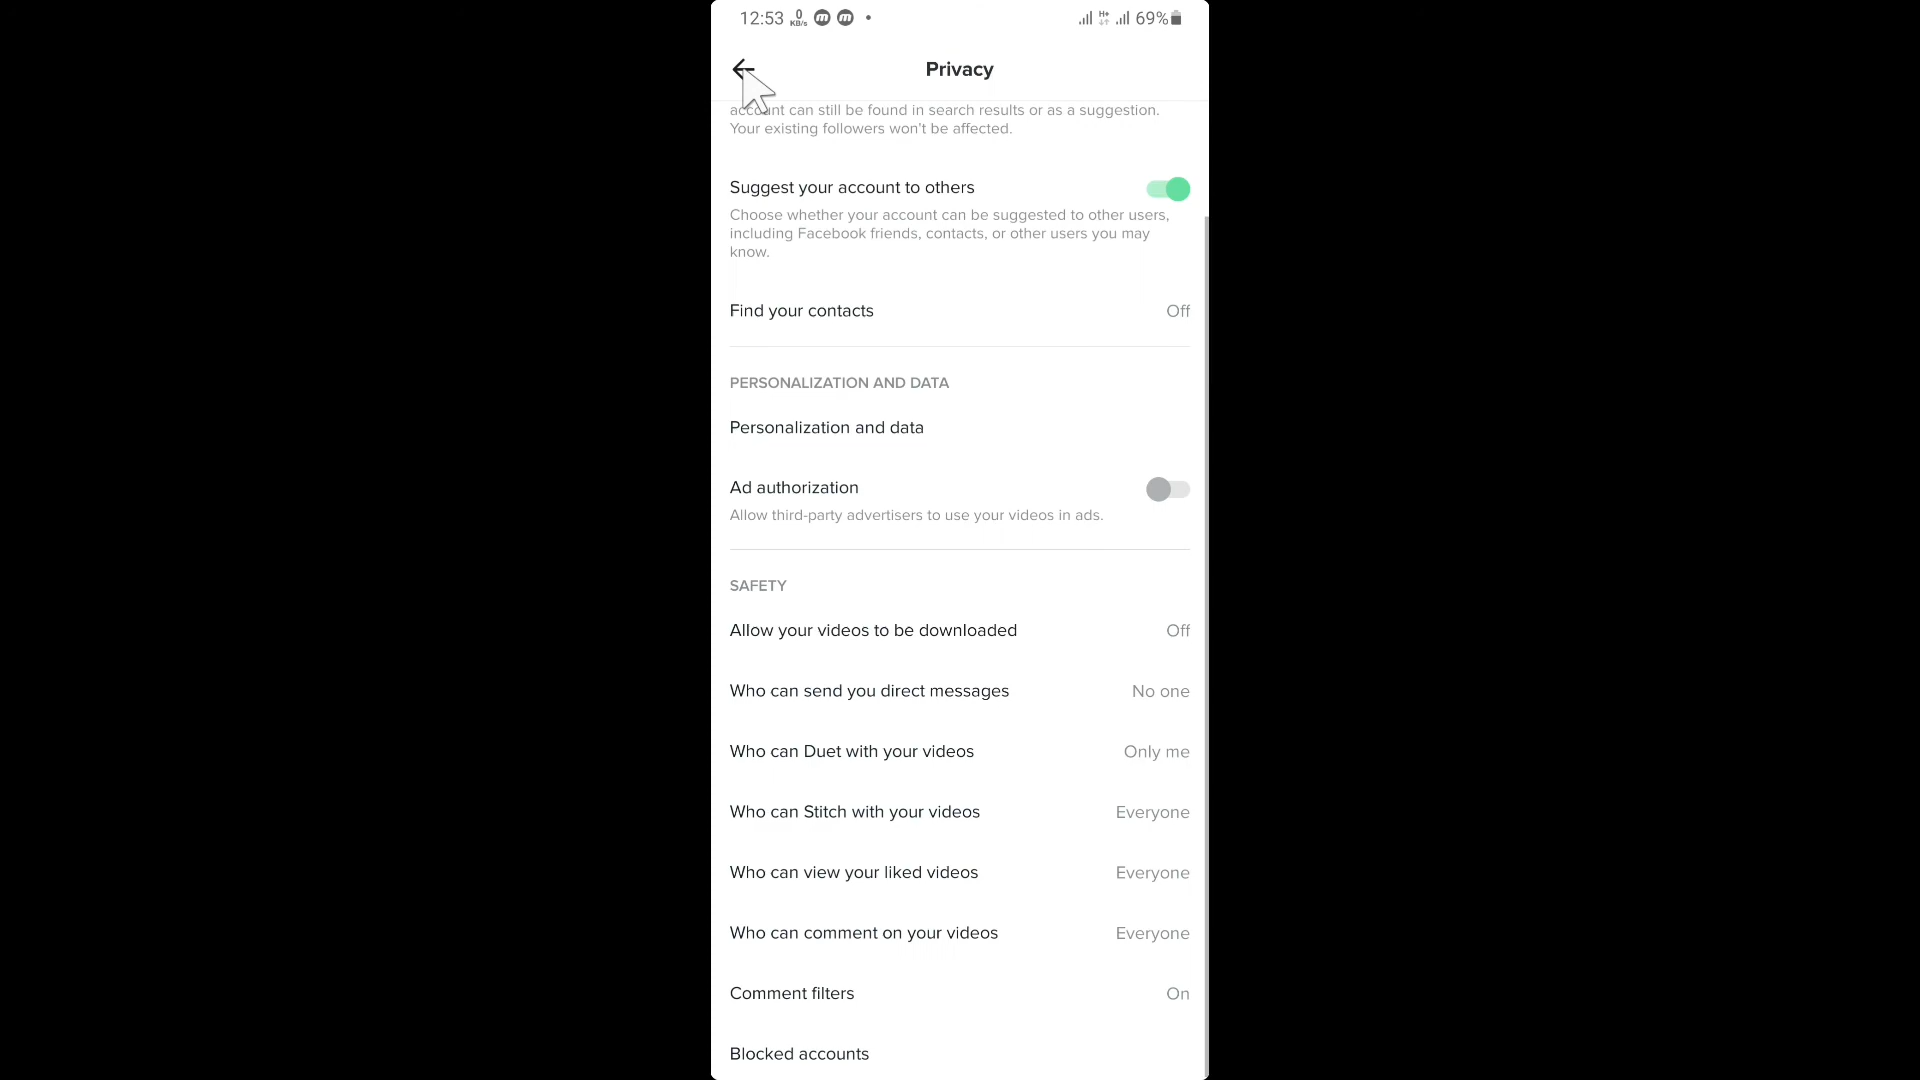 12:53 0 KB/s m m • H+ 69%
Privacy
account can still be found in search results or as a suggestion.
Your existing followers won't be affected.
Suggest your account to others
Choose whether your account can be suggested to other users,
including Facebook friends, contacts, or other users you may
know.
Find your contacts Off
PERSONALIZATION AND DATA
Personalization and data
Ad authorization
Allow third-party advertisers to use your videos in ads.
SAFETY
Allow your videos to be downloaded Off
Who can send you direct messages No one
Who can Duet with your videos Only me
Who can Stitch with your videos Everyone
Who can view your liked videos Everyone
Who can comment on your videos Everyone
Comment filters On
Blocked accounts